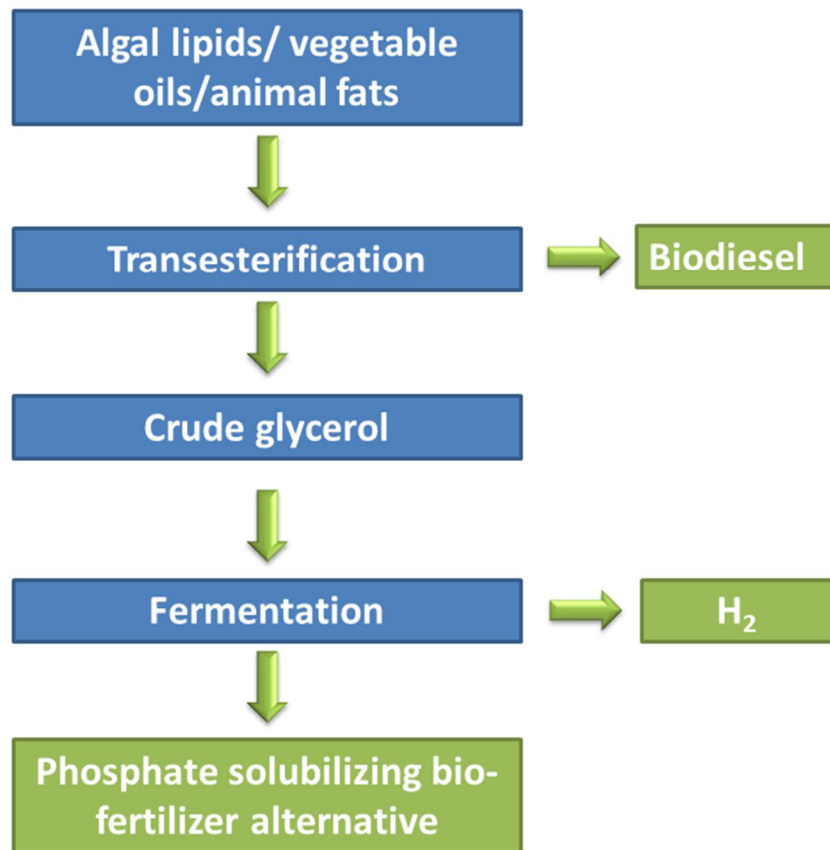 Algal lipids/ vegetable
oils/animal fats
Transesterification
Biodiesel
Crude glycerol
Fermentation
H₂
Phosphate solubilizing bio-
fertilizer alternative